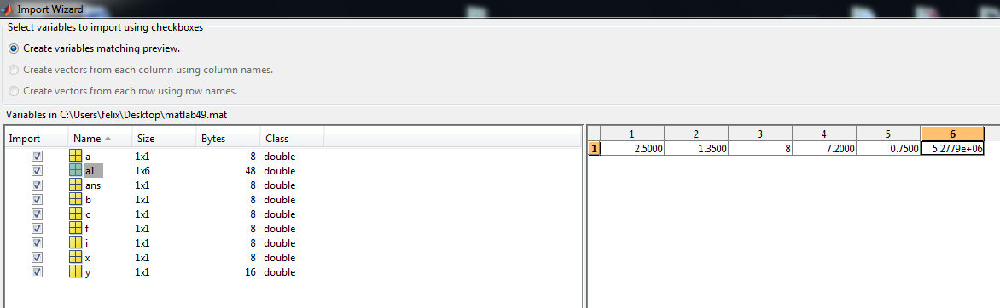 Import Wizard
Select variables to import using checkboxes
Create variables matching preview.
Create vectors from each column using column names.
Create vectors from each row using row names.
Variables in C:\Users\felix\Desktop\matlab49.mat
Import Name Size Bytes Class
a 1x1 8 double
a1 1x6 48 double
ans 1x1 8 double
b 1x1 8 double
c 1x1 8 double
f 1x1 8 double
i 1x1 8 double
x 1x1 8 double
y 1x1 16 double
1 2 3 4 5 6
1 2.5000 1.3500 8 7.2000 0.7500 5.2779e+06